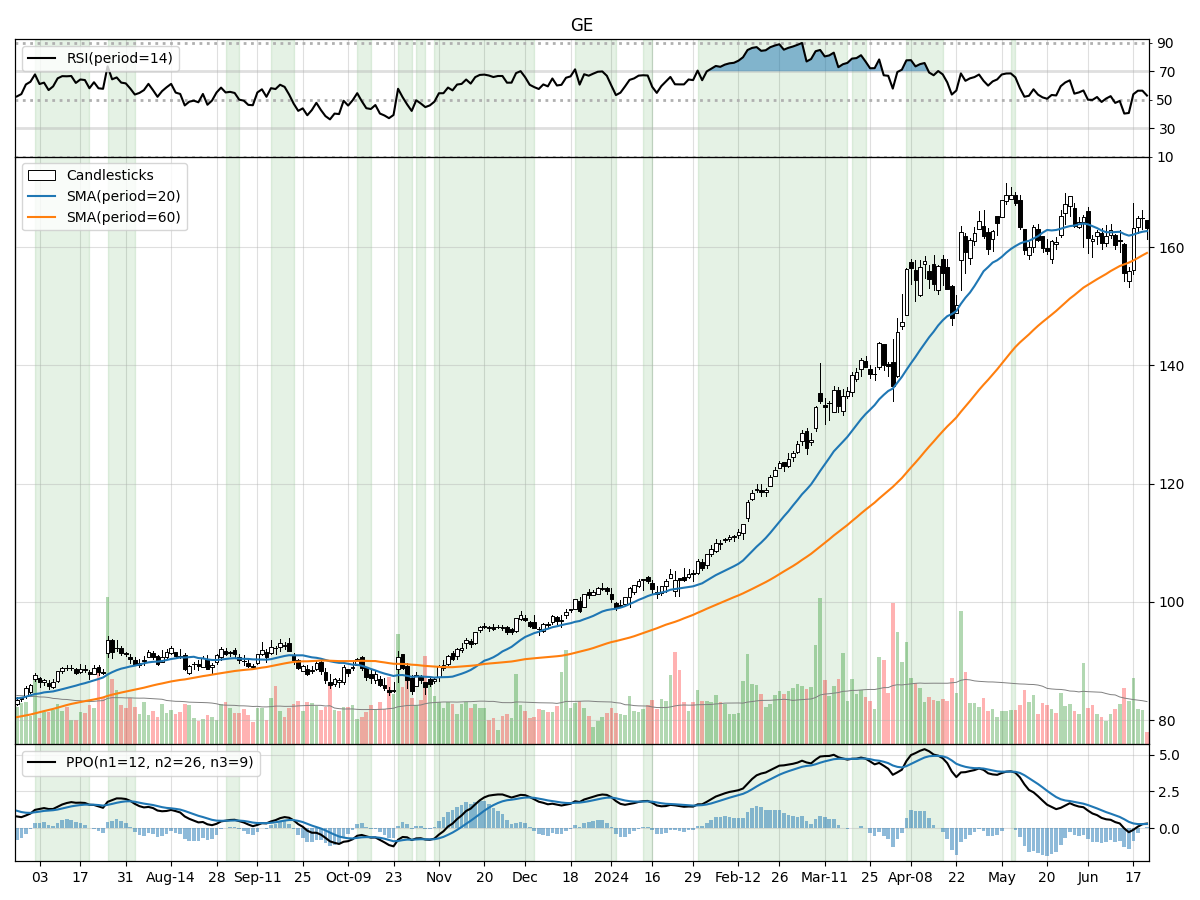 GE
RSI(period=14)
90
70
50
30
10
Candlesticks
SMA(period=20)
SMA(period=60)
160
140
120
100
80
PPO(n1=12, n2=26, n3=9)
5.0
2.5
0.0
03 17 31 Aug-14 28 Sep-11 25 Oct-09 23 Nov 20 Dec 18 2024 16 29 Feb-12 26 Mar-11 25 Apr-08 22 May 20 Jun 17